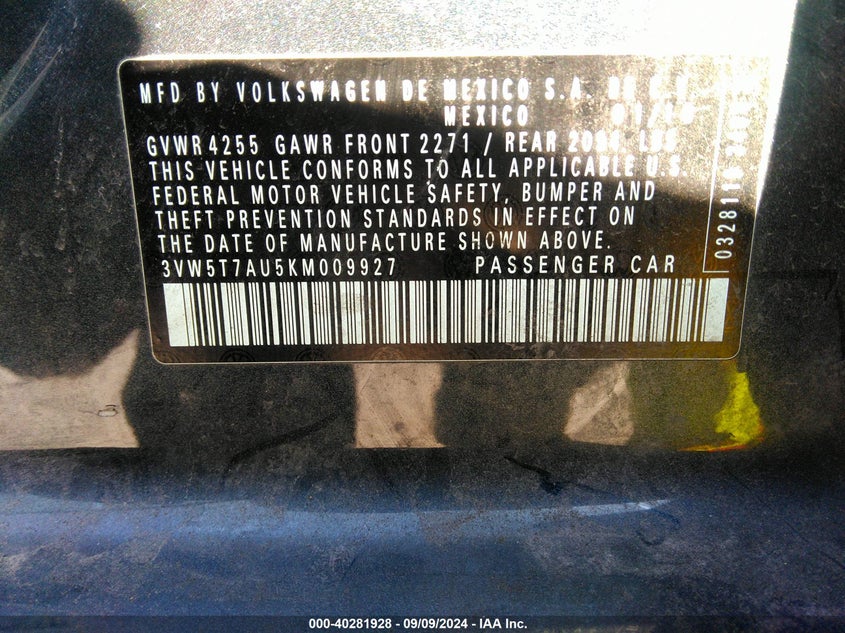 MFD BY VOLKSWAGEN DE MEXICO S.A.
MEXICO
GVWR 4255 GAWR FRONT 2271 / REAR LBS
THIS VEHICLE CONFORMS TO ALL APPLICABLE U.S.
FEDERAL MOTOR VEHICLE SAFETY, BUMPER AND
THEFT PREVENTION STANDARDS IN EFFECT ON
THE DATE OF MANUFACTURE SHOWN ABOVE.
3VW5T7AU5KM009927 PASSENGER CAR
000-40281928 - 09/09/2024 - IAA Inc.